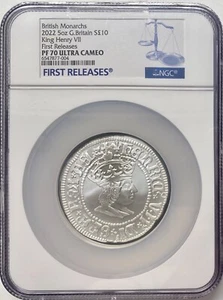 British Monarchs
2022 5oz G.Britain S£10
King Henry VII
First Releases
PF 70 ULTRA CAMEO
6547877-004
FIRST RELEASES
NGC